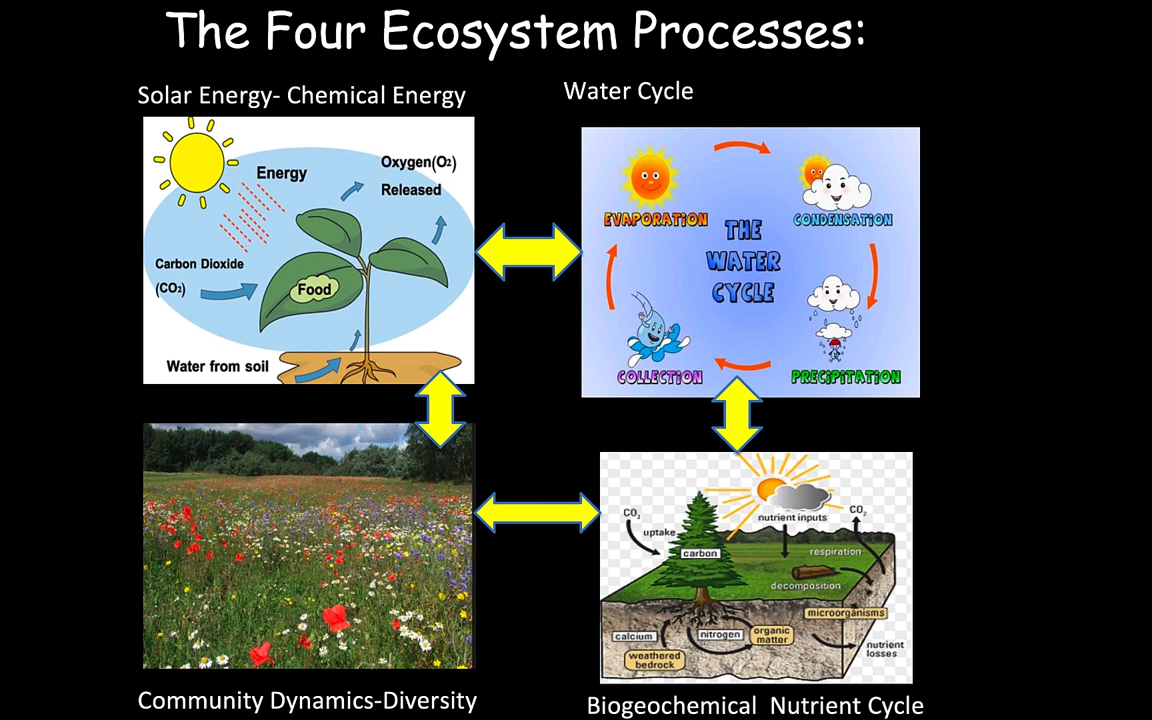 The Four Ecosystem Processes:
Solar Energy- Chemical Energy
Water Cycle
Energy
Oxygen(O₂)
Released
Carbon Dioxide
(CO₂)
Food
Water from soil
EVAPORATION
CONDENSATION
THE
WATER
CYCLE
COLLECTION
PRECIPITATION
CO₂
uptake
carbon
nutrient inputs
CO₂
respiration
decomposition
microorganisms
calcium
nitrogen
organic
matter
weathered
bedrock
nutrient
losses
Community Dynamics-Diversity
Biogeochemical  Nutrient Cycle